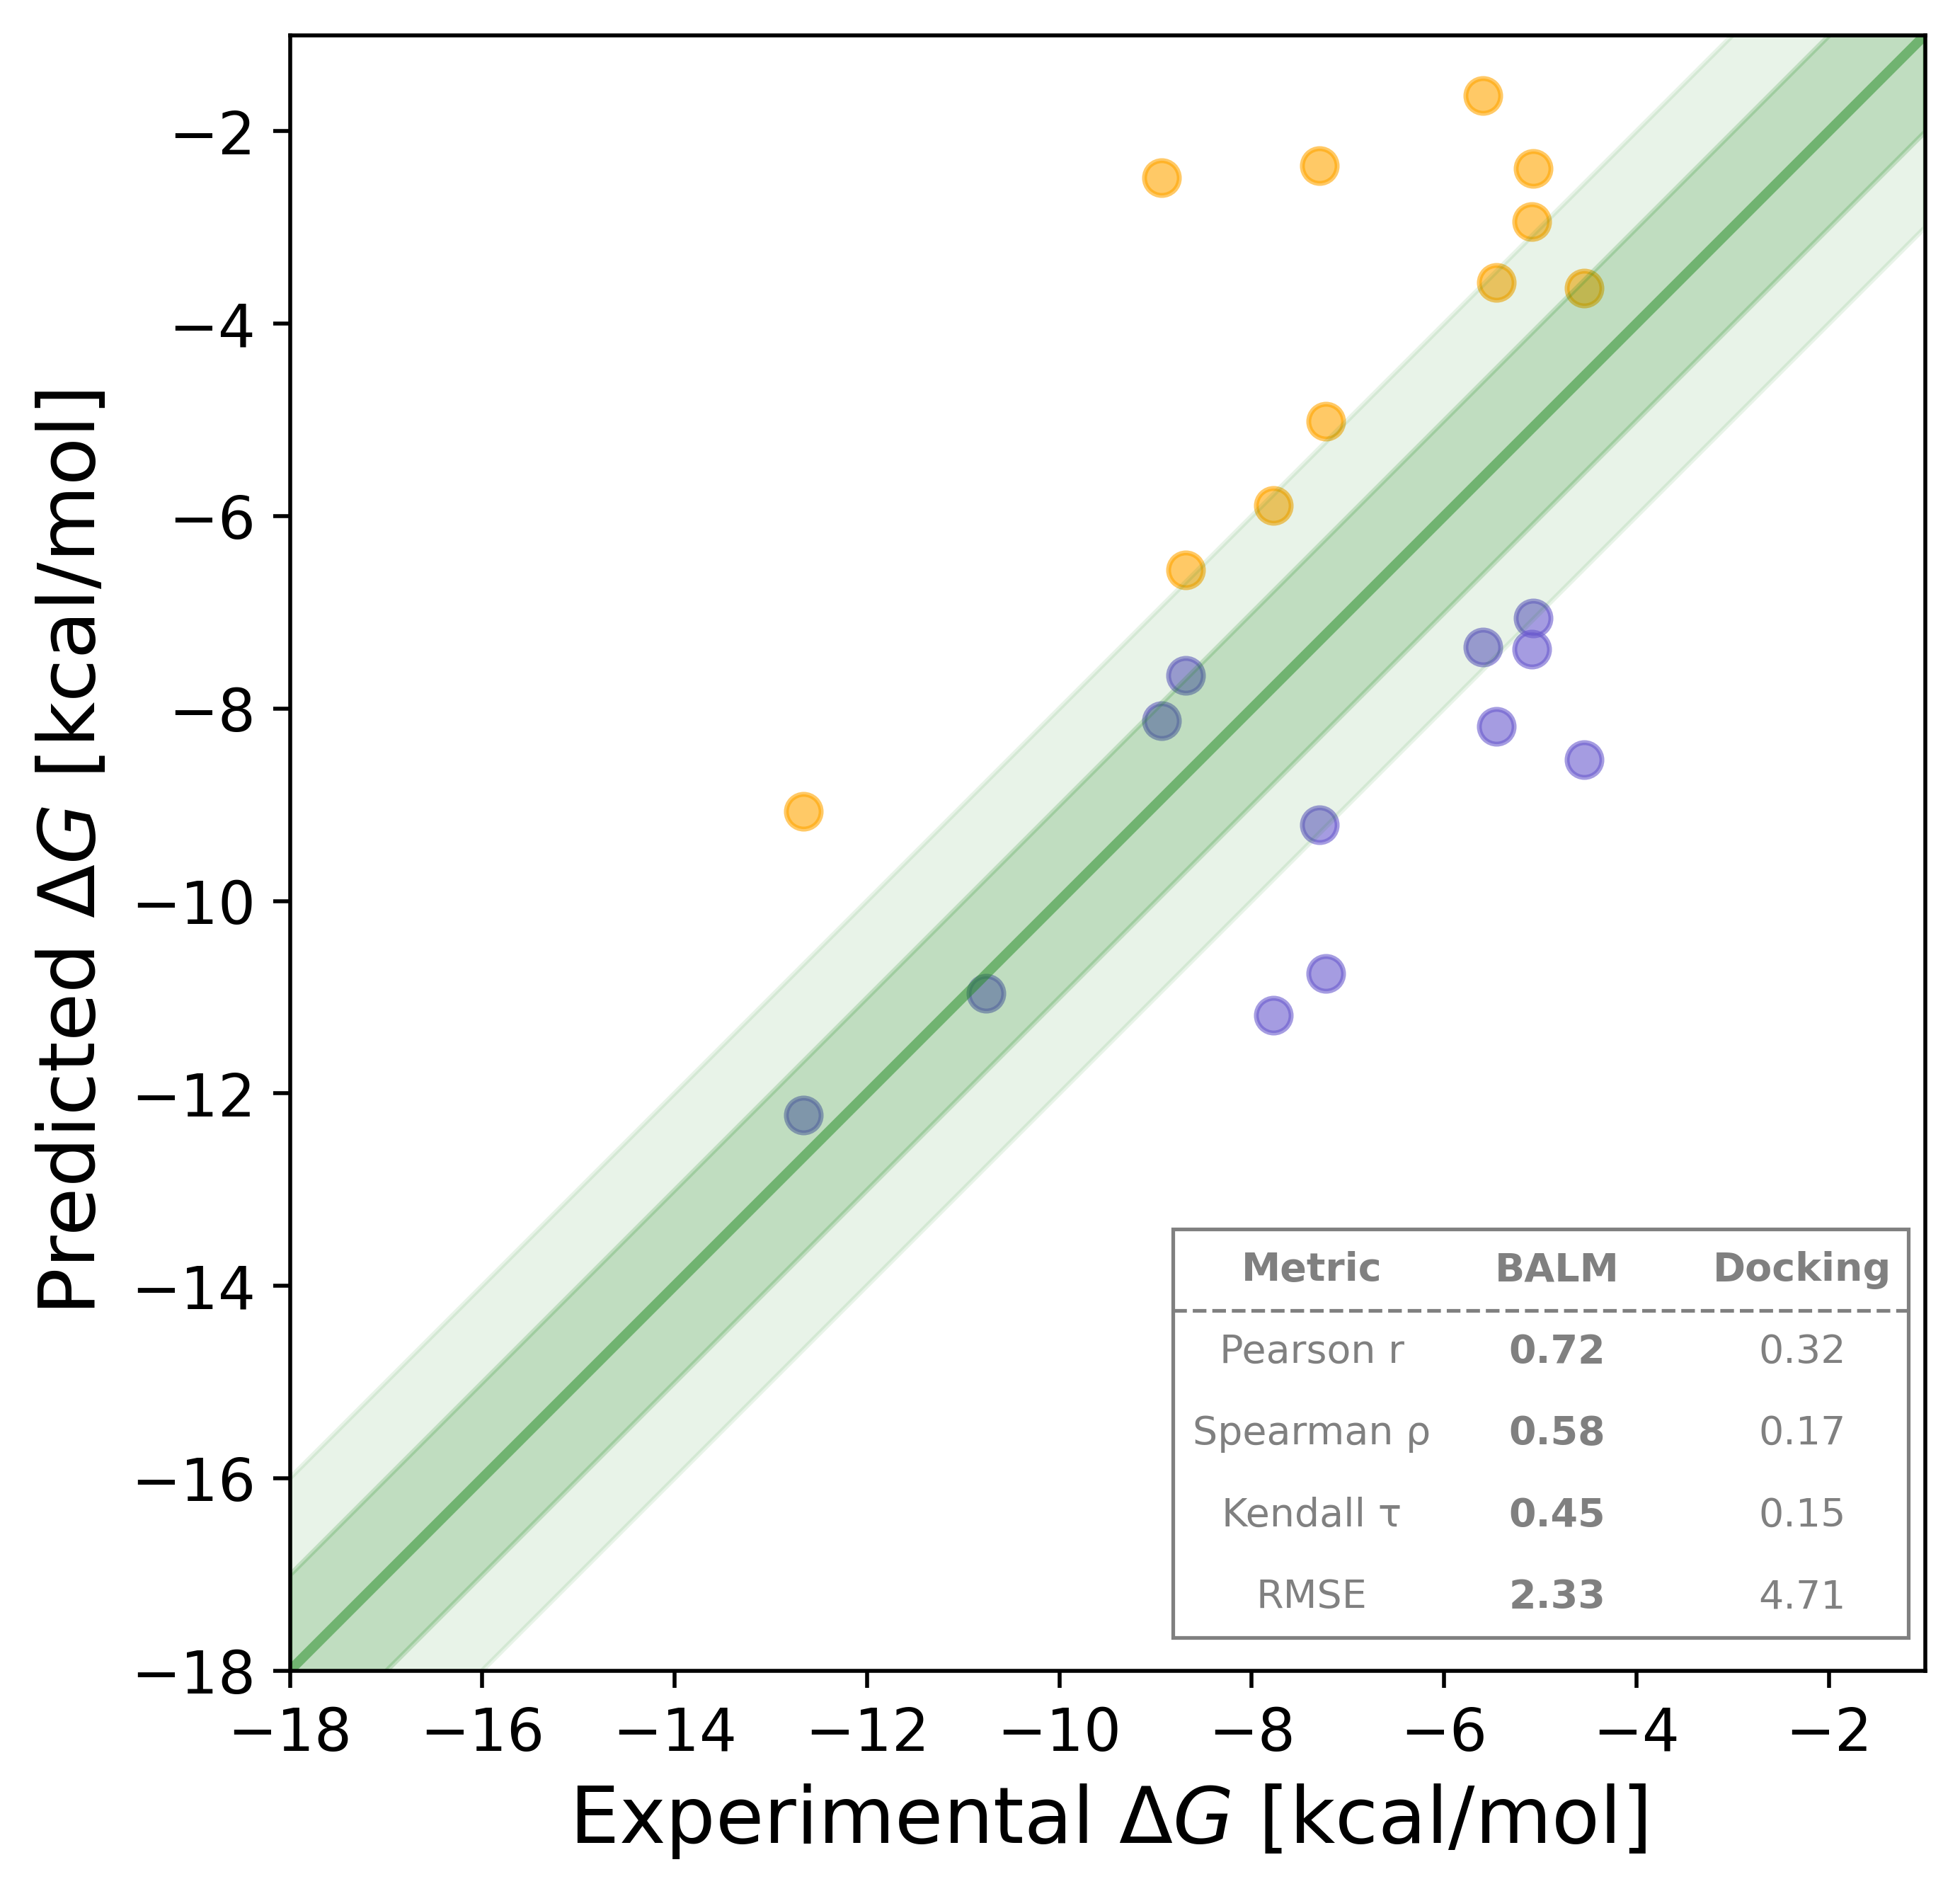 Predicted ΔG [kcal/mol]
−2
−4
−6
−8
−10
−12
−14
−16
−18
Metric BALM Docking
Pearson r 0.72 0.32
Spearman ρ 0.58 0.17
Kendall τ 0.45 0.15
RMSE 2.33 4.71
−18 −16 −14 −12 −10 −8 −6 −4 −2
Experimental ΔG [kcal/mol]